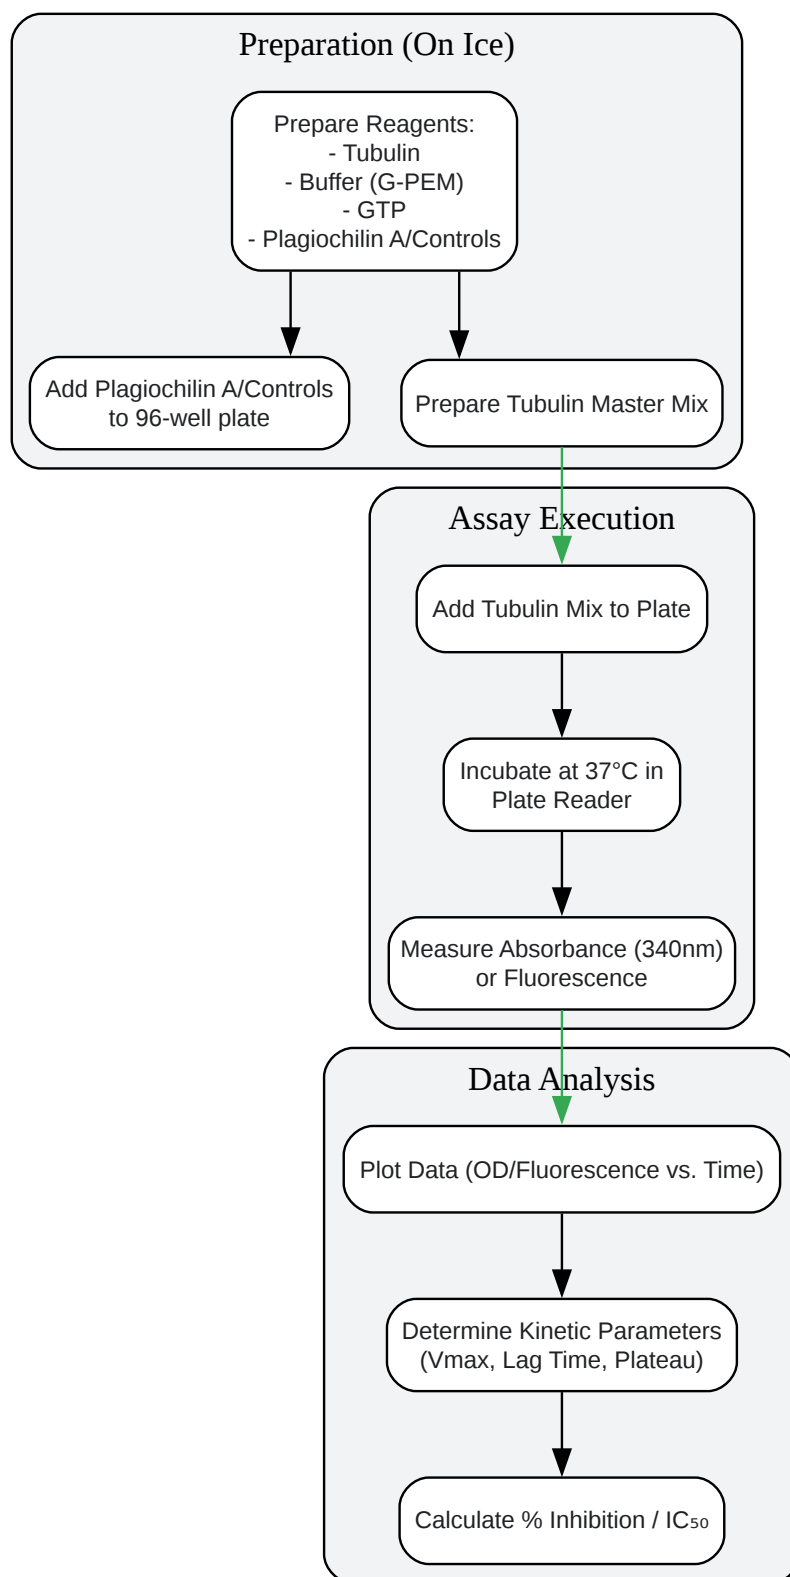 Preparation (On Ice)
Prepare Reagents:
- Tubulin
- Buffer (G-PEM)
- GTP
- Plagiochilin A/Controls
Add Plagiochilin A/Controls
to 96-well plate
Prepare Tubulin Master Mix
Assay Execution
Add Tubulin Mix to Plate
Incubate at 37°C in
Plate Reader
Measure Absorbance (340nm)
or Fluorescence
Data Analysis
Plot Data (OD/Fluorescence vs. Time)
Determine Kinetic Parameters
(Vmax, Lag Time, Plateau)
Calculate % Inhibition / IC₅₀